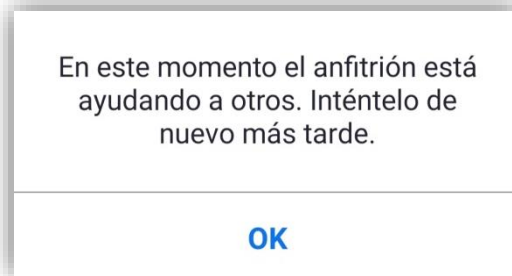 En este momento el anfitrión está
ayudando a otros. Inténtelo de
nuevo más tarde.
OK